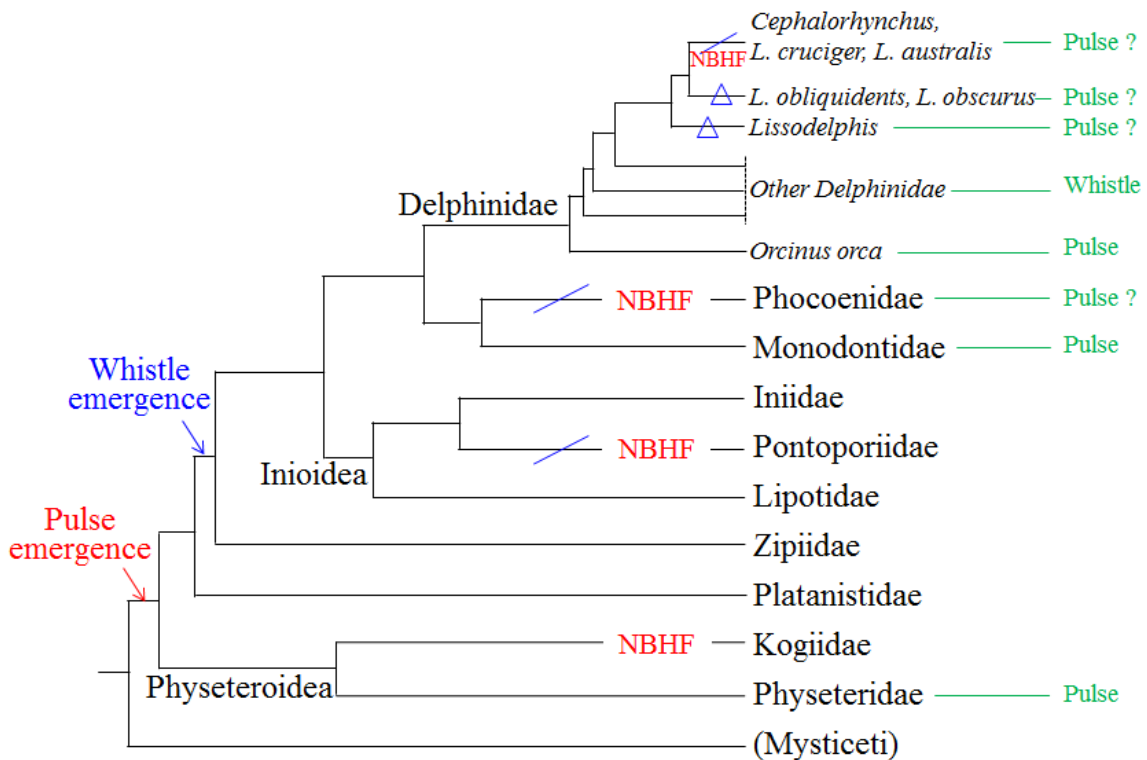 Cephalorhynchus,
L. cruciger, L. australis
Pulse ?
NBHF
L. obliquidents, L. obscurus
Pulse ?
Lissodelphis
Pulse ?
Other Delphinidae
Whistle
Delphinidae
Orcinus orca
Pulse
NBHF
Phocoenidae
Pulse ?
Monodontidae
Pulse
Whistle
emergence
Iniidae
NBHF
Pontoporiidae
Inioidea
Lipotidae
Pulse
emergence
Zipiidae
Platanistidae
NBHF
Kogiidae
Physeteroidea
Physeteridae
Pulse
(Mysticeti)